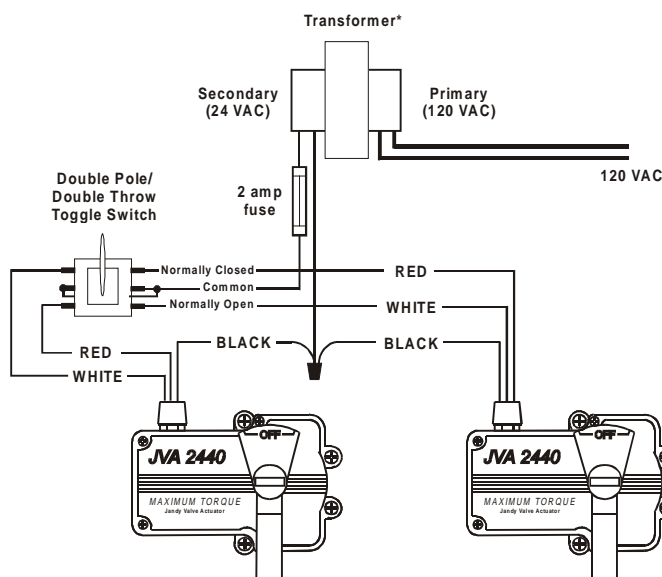 Transformer*
Secondary
(24 VAC)
Primary
(120 VAC)
120 VAC
Double Pole/
Double Throw
Toggle Switch
2 amp
fuse
Normally Closed
Common
Normally Open
RED
WHITE
RED
WHITE
BLACK
BLACK
OFF
JVA 2440
MAXIMUM TORQUE
Jandy Valve Actuator
OFF
JVA 2440
MAXIMUM TORQUE
Jandy Valve Actuator